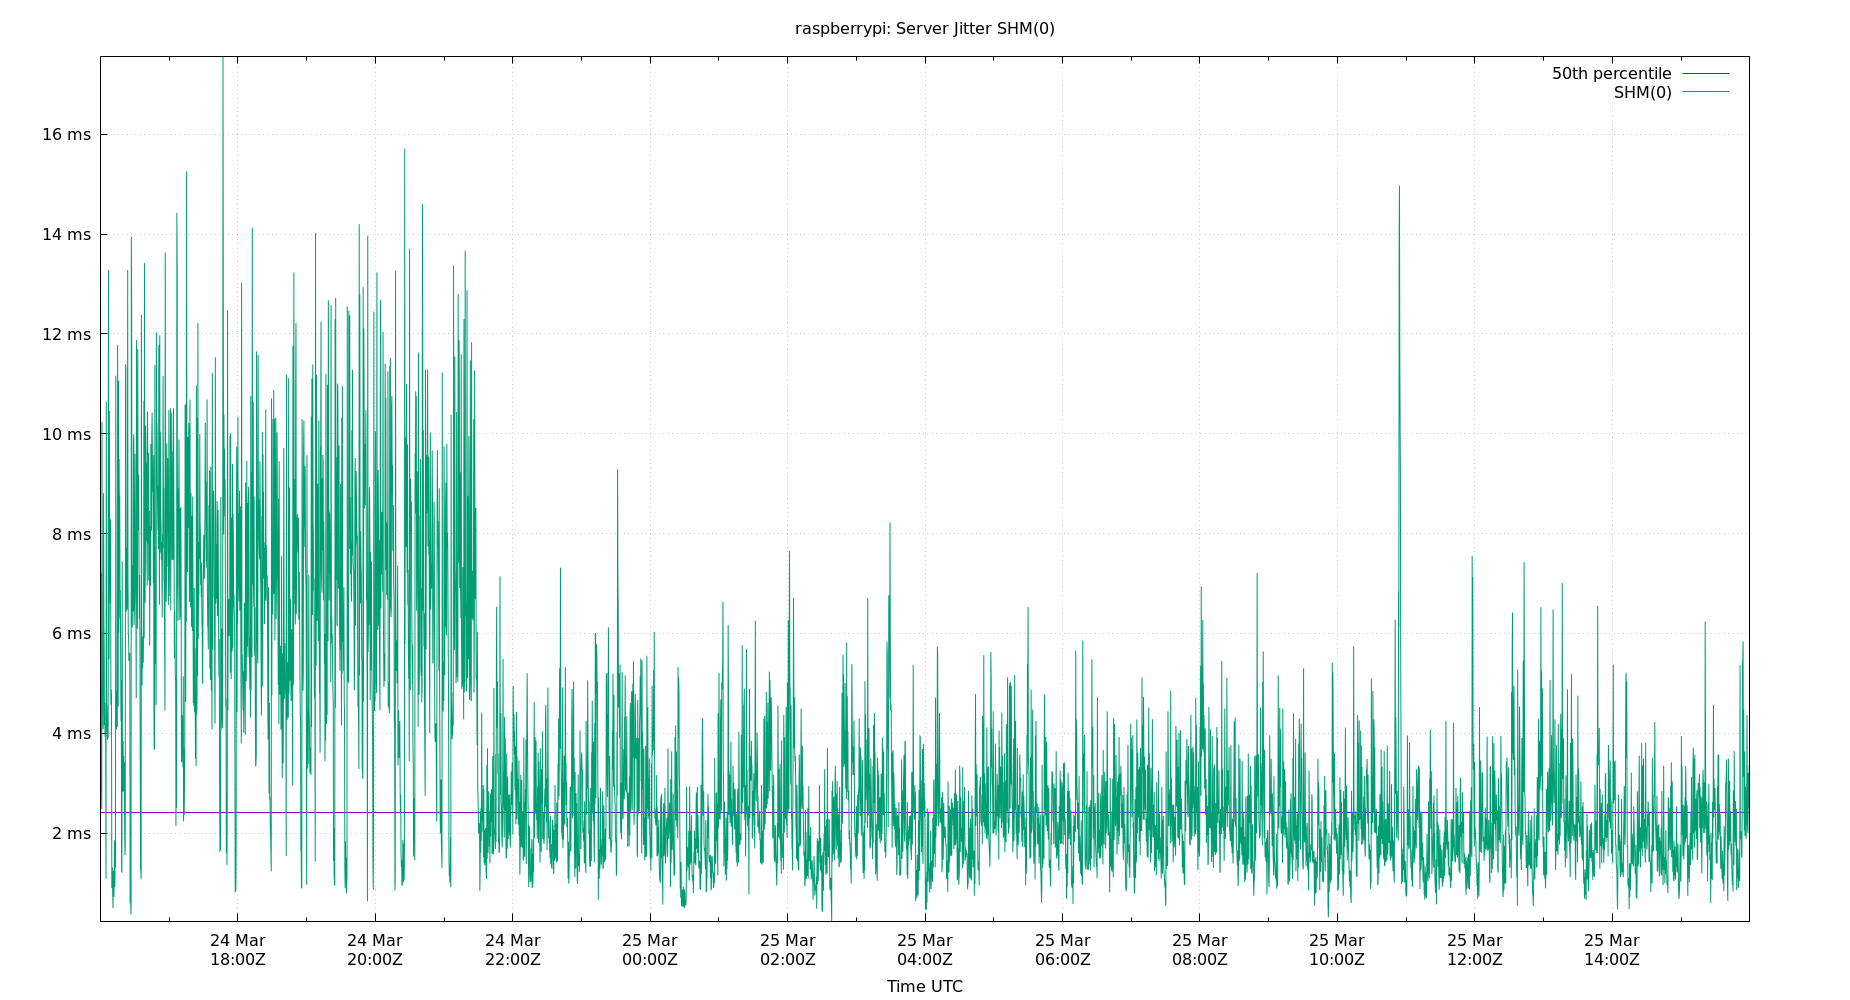 raspberrypi: Server Jitter SHM(0)
50th percentile
SHM(0)
16 ms
14 ms
12 ms
10 ms
8 ms
6 ms
4 ms
2 ms
24 Mar 24 Mar 24 Mar 25 Mar 25 Mar 25 Mar 25 Mar 25 Mar 25 Mar 25 Mar 25 Mar
18:00Z 20:00Z 22:00Z 00:00Z 02:00Z 04:00Z 06:00Z 08:00Z 10:00Z 12:00Z 14:00Z
Time UTC